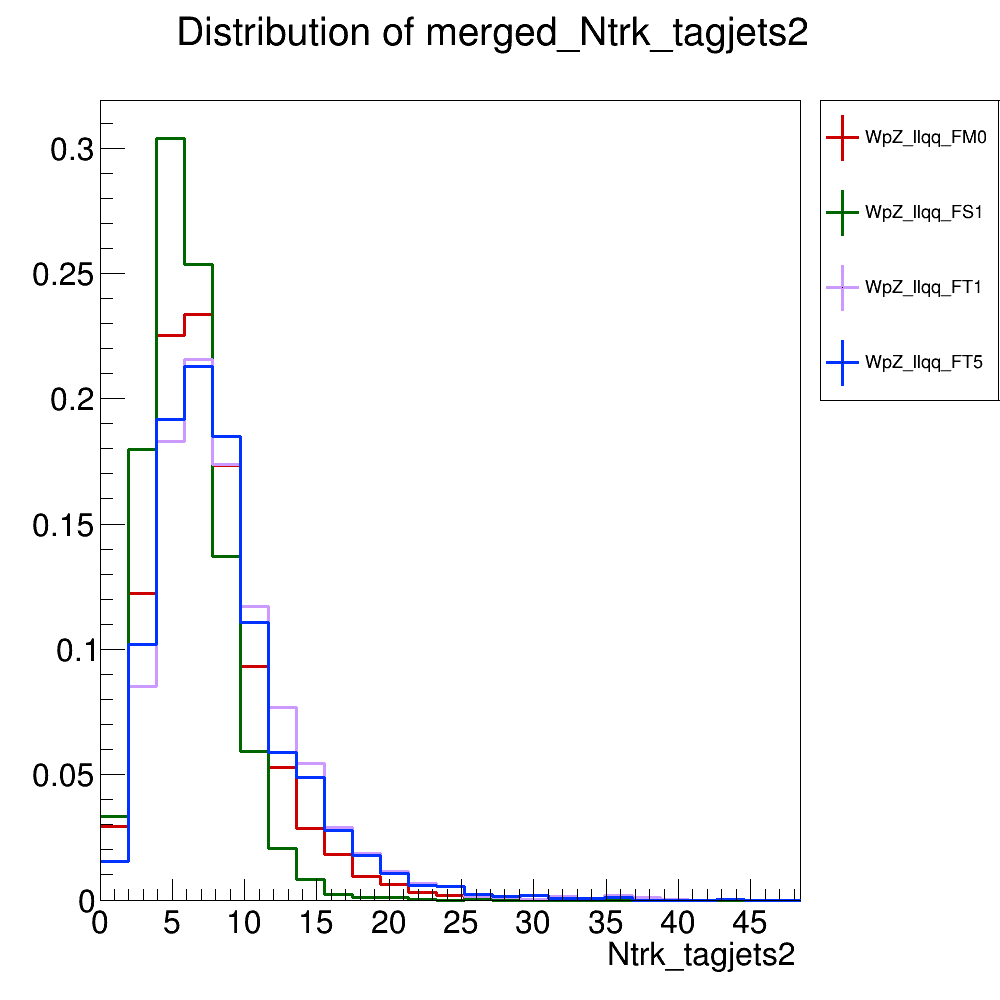 Distribution of merged_Ntrk_tagjets2
WpZ_llqq_FM0
WpZ_llqq_FS1
WpZ_llqq_FT1
WpZ_llqq_FT5
0.3
0.25
0.2
0.15
0.1
0.05
0
0 5 10 15 20 25 30 35 40 45
Ntrk_tagjets2